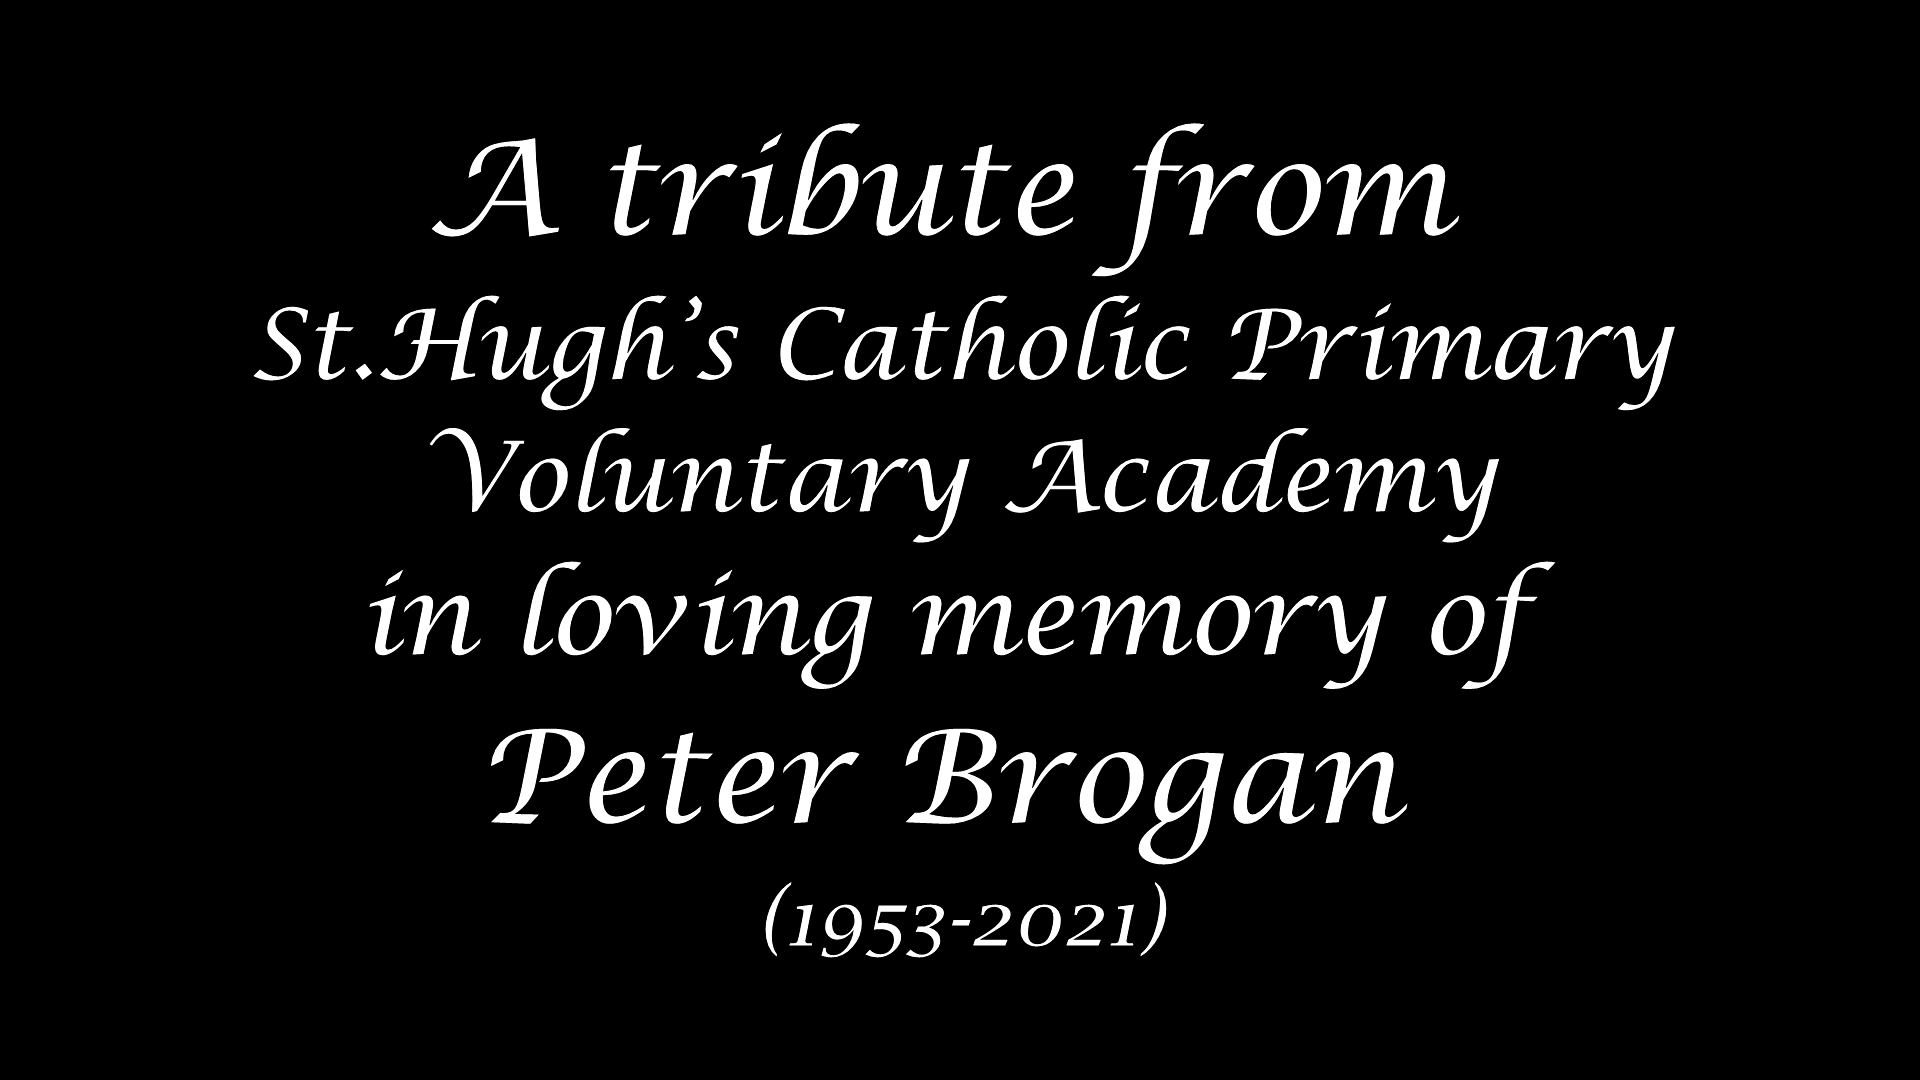 A tribute from
St.Hugh’s Catholic Primary
Voluntary Academy
in loving memory of
Peter Brogan
(1953-2021)